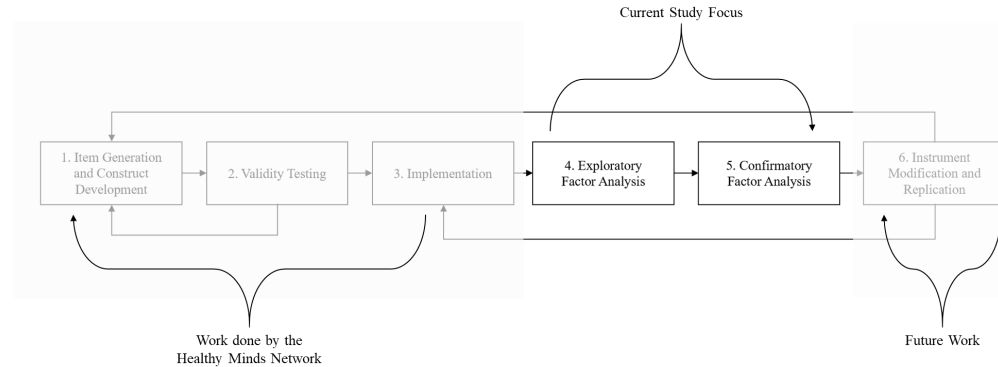 Current Study Focus
1. Item Generation
and Construct
Development
2. Validity Testing
3. Implementation
4. Exploratory
Factor Analysis
5. Confirmatory
Factor Analysis
6. Instrument
Modification and
Replication
Work done by the
Healthy Minds Network
Future Work